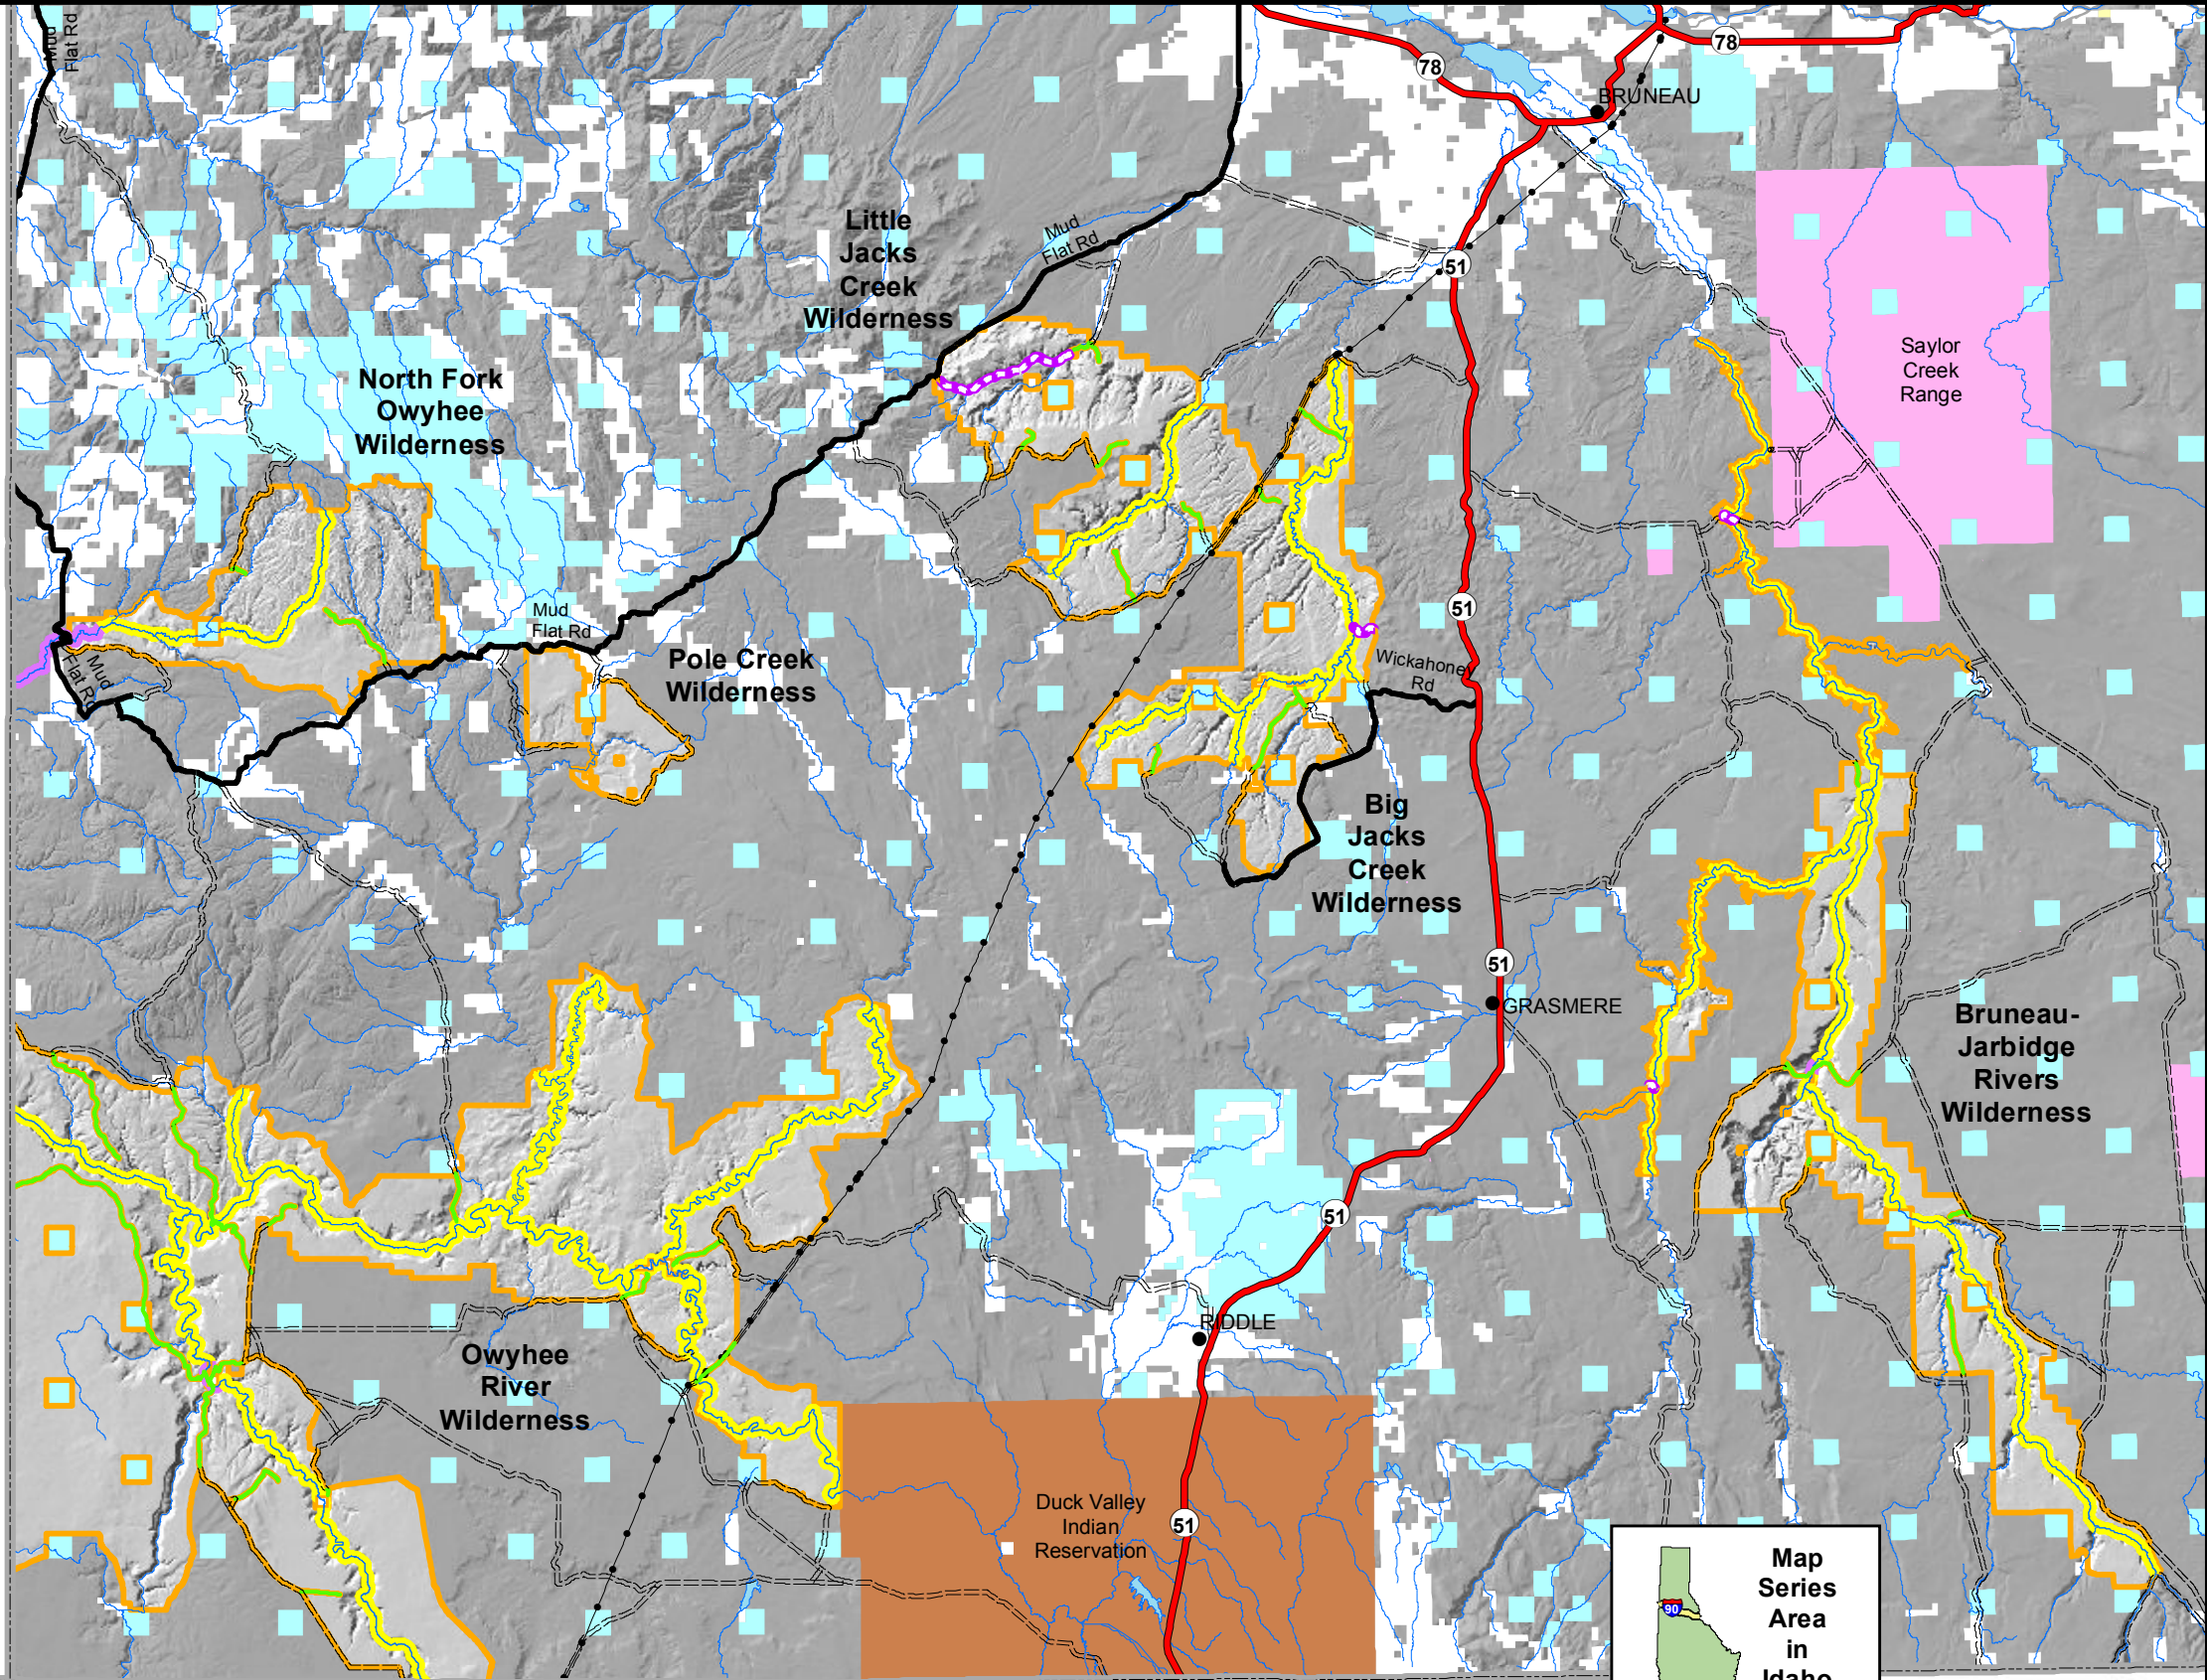 Mud
Flat Rd
78
78
BRUNEAU
Little
Jacks
Creek
Wilderness
Mud
Flat Rd
51
Saylor
Creek
Range
North Fork
Owyhee
Wilderness
51
Mud
Flat Rd
Mud
Flat Rd
Pole Creek
Wilderness
Wickahoney
Rd
Big
Jacks
Creek
Wilderness
51
GRASMERE
Bruneau-
Jarbidge
Rivers
Wilderness
51
RIDDLE
Owyhee
River
Wilderness
Duck Valley
Indian
Reservation
51
Map
Series
Area
in
Idaho
90